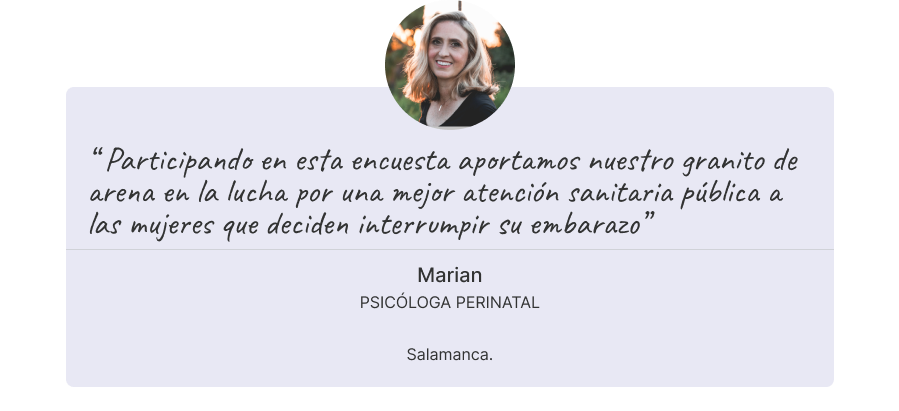 “Participando en esta encuesta aportamos nuestro granito de
arena en la lucha por una mejor atención sanitaria pública a
las mujeres que deciden interrumpir su embarazo”
Marian
PSICÓLOGA PERINATAL
Salamanca.